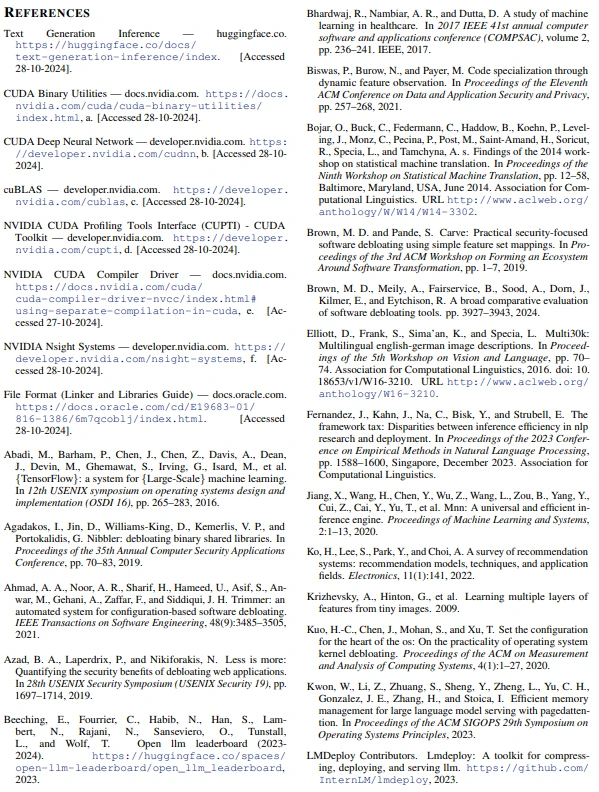 REFERENCES
Text Generation Inference — huggingface.co.
https://huggingface.co/docs/
text-generation-inference/index. [Accessed
28-10-2024].
CUDA Binary Utilities — docs.nvidia.com. https://docs.
nvidia.com/cuda/cuda-binary-utilities/
index.html, a. [Accessed 28-10-2024].
CUDA Deep Neural Network — developer.nvidia.com. https:
//developer.nvidia.com/cudnn, b. [Accessed 28-10-
2024].
cuBLAS — developer.nvidia.com. https://developer.
nvidia.com/cublas, c. [Accessed 28-10-2024].
NVIDIA CUDA Profiling Tools Interface (CUPTI) - CUDA
Toolkit — developer.nvidia.com. https://developer.
nvidia.com/cupti, d. [Accessed 28-10-2024].
NVIDIA CUDA Compiler Driver — docs.nvidia.com.
https://docs.nvidia.com/cuda/
cuda-compiler-driver-nvcc/index.html#
using-separate-compilation-in-cuda, e. [Ac-
cessed 27-10-2024].
NVIDIA Nsight Systems — developer.nvidia.com. https://
developer.nvidia.com/nsight-systems, f. [Ac-
cessed 28-10-2024].
File Format (Linker and Libraries Guide) — docs.oracle.com.
https://docs.oracle.com/cd/E19683-01/
816-1386/6m7qcoblj/index.html. [Accessed
28-10-2024].
Abadi, M., Barham, P., Chen, J., Chen, Z., Davis, A., Dean,
J., Devin, M., Ghemawat, S., Irving, G., Isard, M., et al.
{TensorFlow}: a system for {Large-Scale} machine learning.
In 12th USENIX symposium on operating systems design and
implementation (OSDI 16), pp. 265–283, 2016.
Agadakos, I., Jin, D., Williams-King, D., Kemerlis, V. P., and
Portokalidis, G. Nibbler: debloating binary shared libraries. In
Proceedings of the 35th Annual Computer Security Applications
Conference, pp. 70–83, 2019.
Ahmad, A. A., Noor, A. R., Sharif, H., Hameed, U., Asif, S., An-
war, M., Gehani, A., Zaffar, F., and Siddiqui, J. H. Trimmer: an
automated system for configuration-based software debloating.
IEEE Transactions on Software Engineering, 48(9):3485–3505,
2021.
Azad, B. A., Laperdrix, P., and Nikiforakis, N. Less is more:
Quantifying the security benefits of debloating web applications.
In 28th USENIX Security Symposium (USENIX Security 19), pp.
1697–1714, 2019.
Beeching, E., Fourrier, C., Habib, N., Han, S., Lam-
bert, N., Rajani, N., Sanseviero, O., Tunstall,
L., and Wolf, T. Open llm leaderboard (2023-
2024). https://huggingface.co/spaces/
open-llm-leaderboard/open_llm_leaderboard,
2023.
Bhardwaj, R., Nambiar, A. R., and Dutta, D. A study of machine
learning in healthcare. In 2017 IEEE 41st annual computer
software and applications conference (COMPSAC), volume 2,
pp. 236–241. IEEE, 2017.
Biswas, P., Burow, N., and Payer, M. Code specialization through
dynamic feature observation. In Proceedings of the Eleventh
ACM Conference on Data and Application Security and Privacy,
pp. 257–268, 2021.
Bojar, O., Buck, C., Federmann, C., Haddow, B., Koehn, P., Level-
ing, J., Monz, C., Pecina, P., Post, M., Saint-Amand, H., Soricut,
R., Specia, L., and Tamchyna, A. s. Findings of the 2014 work-
shop on statistical machine translation. In Proceedings of the
Ninth Workshop on Statistical Machine Translation, pp. 12–58,
Baltimore, Maryland, USA, June 2014. Association for Com-
putational Linguistics. URL http://www.aclweb.org/
anthology/W/W14/W14-3302.
Brown, M. D. and Pande, S. Carve: Practical security-focused
software debloating using simple feature set mappings. In Pro-
ceedings of the 3rd ACM Workshop on Forming an Ecosystem
Around Software Transformation, pp. 1–7, 2019.
Brown, M. D., Meily, A., Fairservice, B., Sood, A., Dorn, J.,
Kilmer, E., and Eytchison, R. A broad comparative evaluation
of software debloating tools. pp. 3927–3943, 2024.
Elliott, D., Frank, S., Sima'an, K., and Specia, L. Multi30k:
Multilingual english-german image descriptions. In Proceed-
ings of the 5th Workshop on Vision and Language, pp. 70–
74. Association for Computational Linguistics, 2016. doi: 10.
18653/v1/W16-3210. URL http://www.aclweb.org/
anthology/W16-3210.
Fernandez, J., Kahn, J., Na, C., Bisk, Y., and Strubell, E. The
framework tax: Disparities between inference efficiency in nlp
research and deployment. In Proceedings of the 2023 Confer-
ence on Empirical Methods in Natural Language Processing,
pp. 1588–1600, Singapore, December 2023. Association for
Computational Linguistics.
Jiang, X., Wang, H., Chen, Y., Wu, Z., Wang, L., Zou, B., Yang, Y.,
Cui, Z., Cai, Y., Yu, T., et al. Mnn: A universal and efficient in-
ference engine. Proceedings of Machine Learning and Systems,
2:1–13, 2020.
Ko, H., Lee, S., Park, Y., and Choi, A. A survey of recommendation
systems: recommendation models, techniques, and application
fields. Electronics, 11(1):141, 2022.
Krizhevsky, A., Hinton, G., et al. Learning multiple layers of
features from tiny images. 2009.
Kuo, H.-C., Chen, J., Mohan, S., and Xu, T. Set the configuration
for the heart of the os: On the practicality of operating system
kernel debloating. Proceedings of the ACM on Measurement
and Analysis of Computing Systems, 4(1):1–27, 2020.
Kwon, W., Li, Z., Zhuang, S., Sheng, Y., Zheng, L., Yu, C. H.,
Gonzalez, J. E., Zhang, H., and Stoica, I. Efficient memory
management for large language model serving with pagedatten-
tion. In Proceedings of the ACM SIGOPS 29th Symposium on
Operating Systems Principles, 2023.
LMDeploy Contributors. Lmdeploy: A toolkit for compress-
ing, deploying, and serving llm. https://github.com/
InternLM/lmdeploy, 2023.